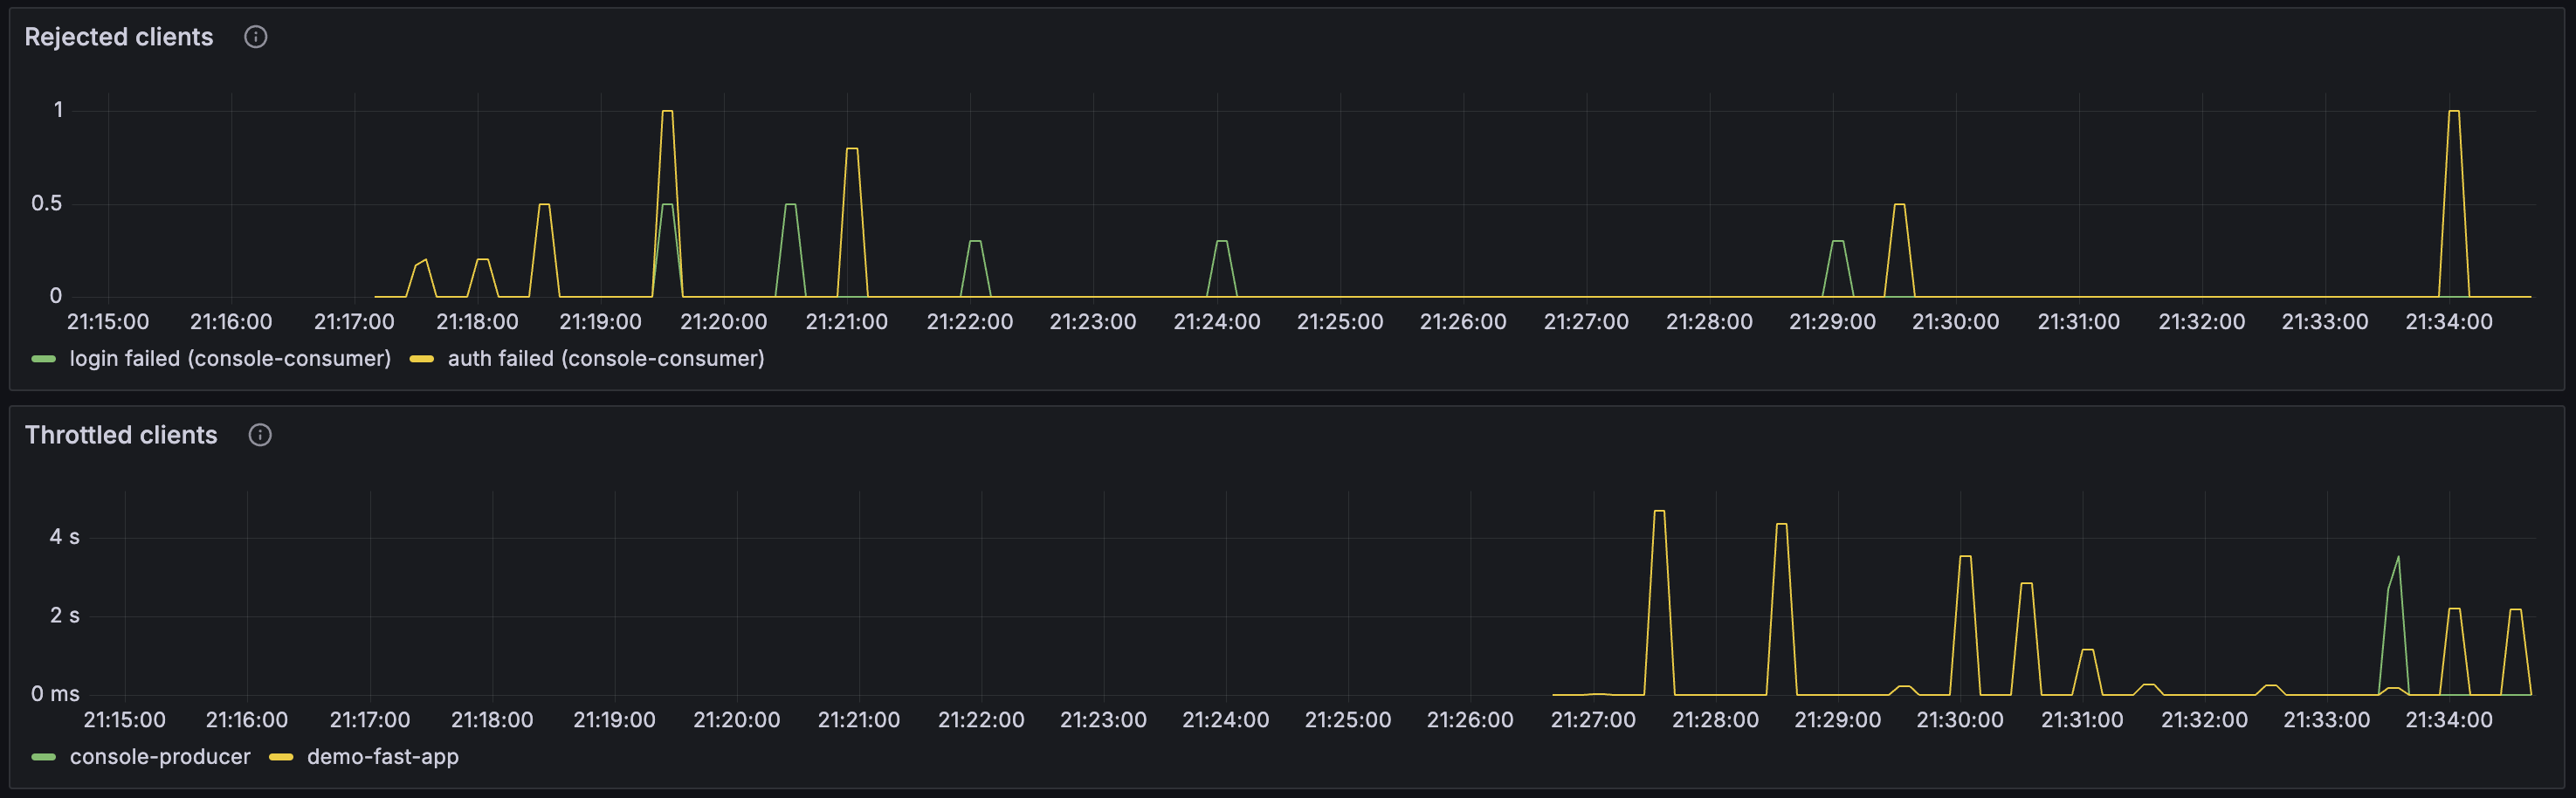 Rejected clients
1
0.5
0
21:15:00 21:16:00 21:17:00 21:18:00 21:19:00 21:20:00 21:21:00 21:22:00 21:23:00 21:24:00 21:25:00 21:26:00 21:27:00 21:28:00 21:29:00 21:30:00 21:31:00 21:32:00 21:33:00 21:34:00
login failed (console-consumer) auth failed (console-consumer)
Throttled clients
4 s
2 s
0 ms
21:15:00 21:16:00 21:17:00 21:18:00 21:19:00 21:20:00 21:21:00 21:22:00 21:23:00 21:24:00 21:25:00 21:26:00 21:27:00 21:28:00 21:29:00 21:30:00 21:31:00 21:32:00 21:33:00 21:34:00
console-producer demo-fast-app